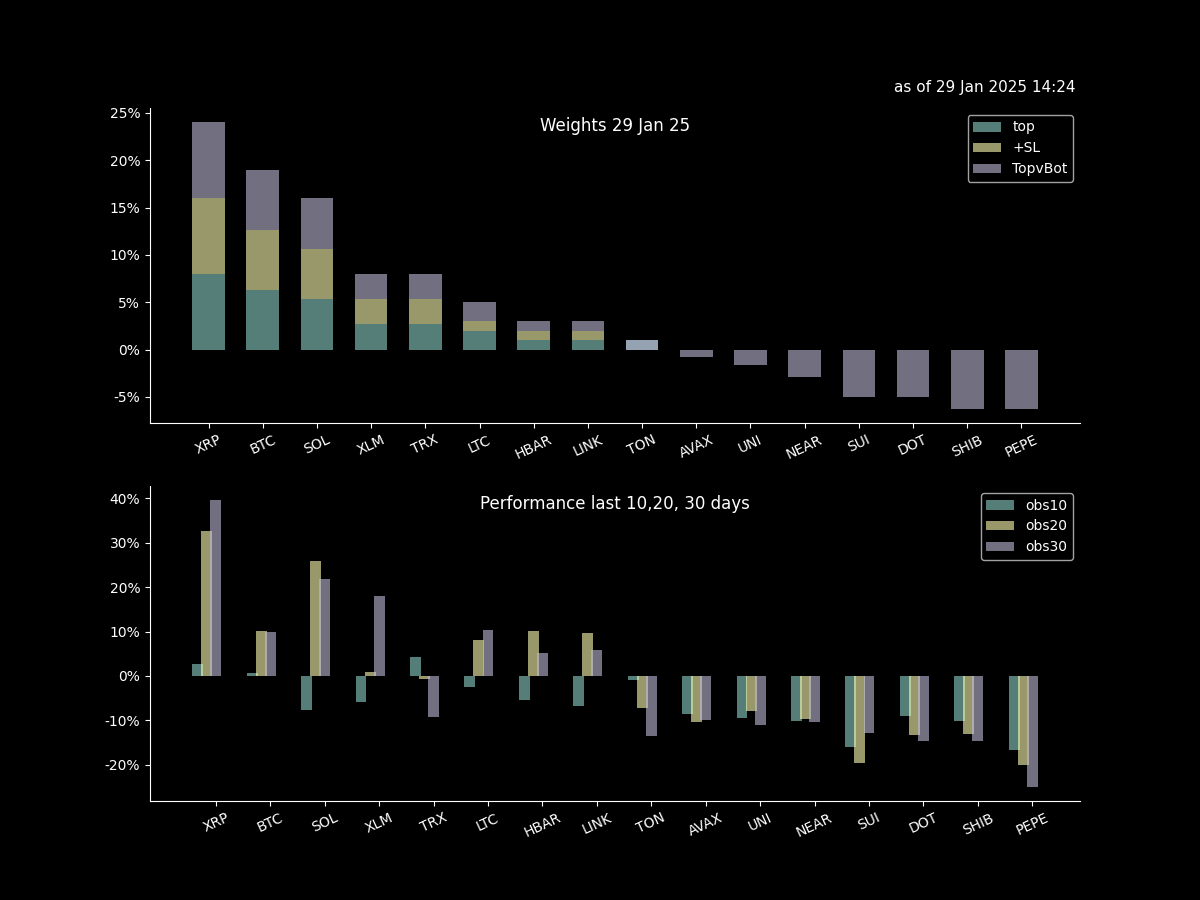 as of 29 Jan 2025 14:24
Weights 29 Jan 25
top
+SL
TopvBot
25%
20%
15%
10%
5%
0%
-5%
XRP BTC SOL XLM TRX LTC HBAR LINK TON AVAX UNI NEAR SUI DOT SHIB PEPE
Performance last 10,20, 30 days
obs10
obs20
obs30
40%
30%
20%
10%
0%
-10%
-20%
XRP BTC SOL XLM TRX LTC HBAR LINK TON AVAX UNI NEAR SUI DOT SHIB PEPE